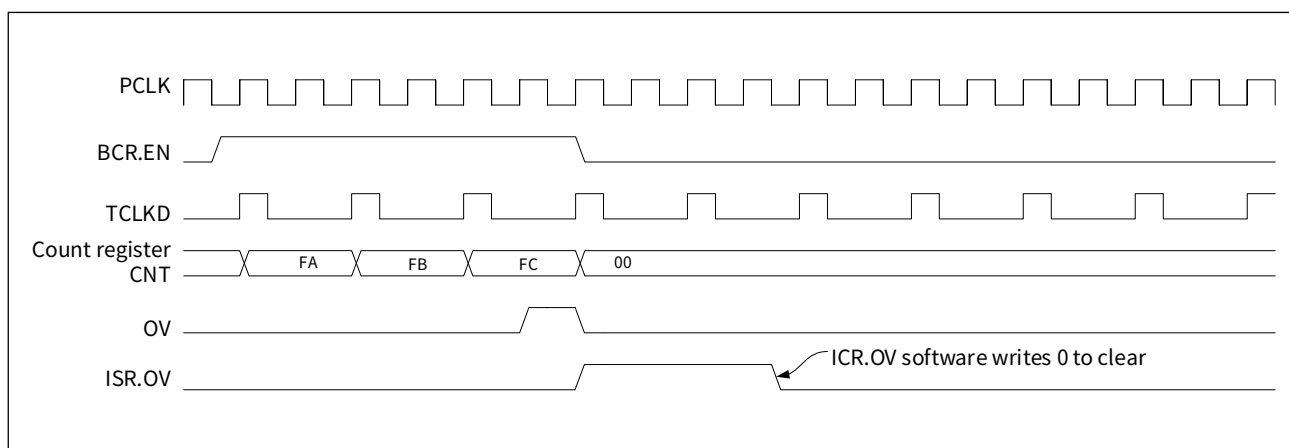 PCLK
BCR.EN
TCLKD
Count register
CNT
FA FB FC 00
OV
ICR.OV software writes 0 to clear
ISR.OV